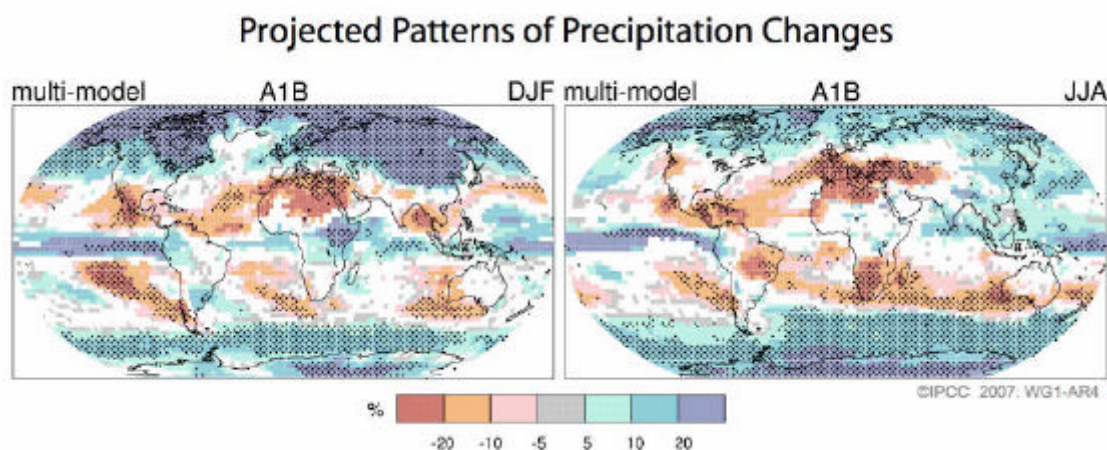 Projected Patterns of Precipitation Changes
multi-model A1B DJF multi-model A1B JJA
©IPCC 2007: WG1-AR4
%
-20 -10 -5 5 10 20